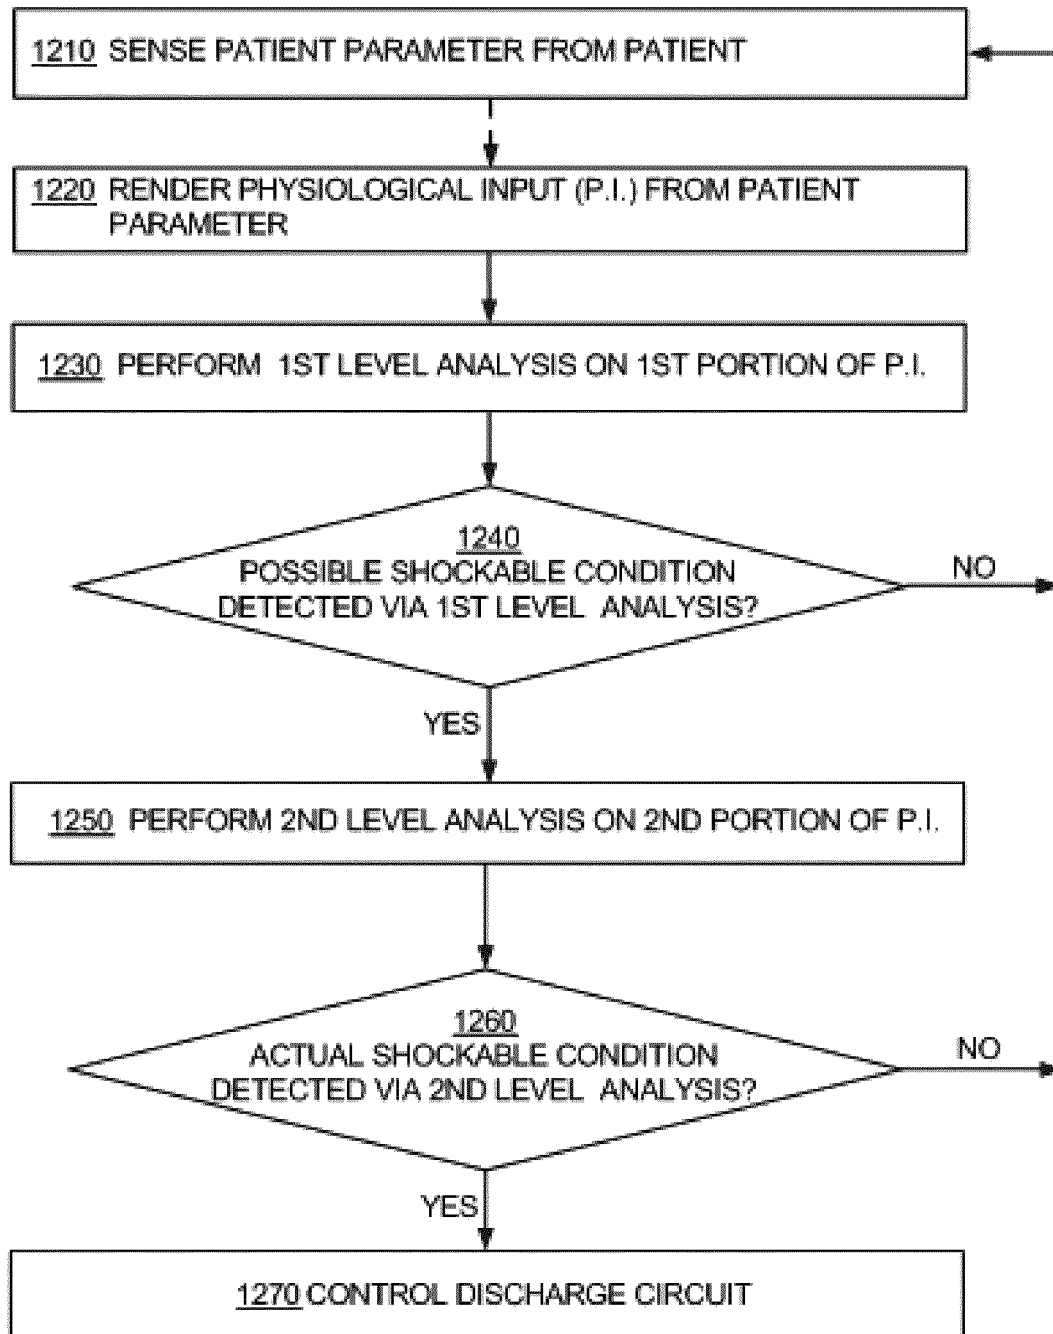 1210 SENSE PATIENT PARAMETER FROM PATIENT
1220 RENDER PHYSIOLOGICAL INPUT (P.I.) FROM PATIENT
PARAMETER
1230 PERFORM 1ST LEVEL ANALYSIS ON 1ST PORTION OF P.I.
1240
POSSIBLE SHOCKABLE CONDITION
DETECTED VIA 1ST LEVEL ANALYSIS?
NO
YES
1250 PERFORM 2ND LEVEL ANALYSIS ON 2ND PORTION OF P.I.
1260
ACTUAL SHOCKABLE CONDITION
DETECTED VIA 2ND LEVEL ANALYSIS?
NO
YES
1270 CONTROL DISCHARGE CIRCUIT